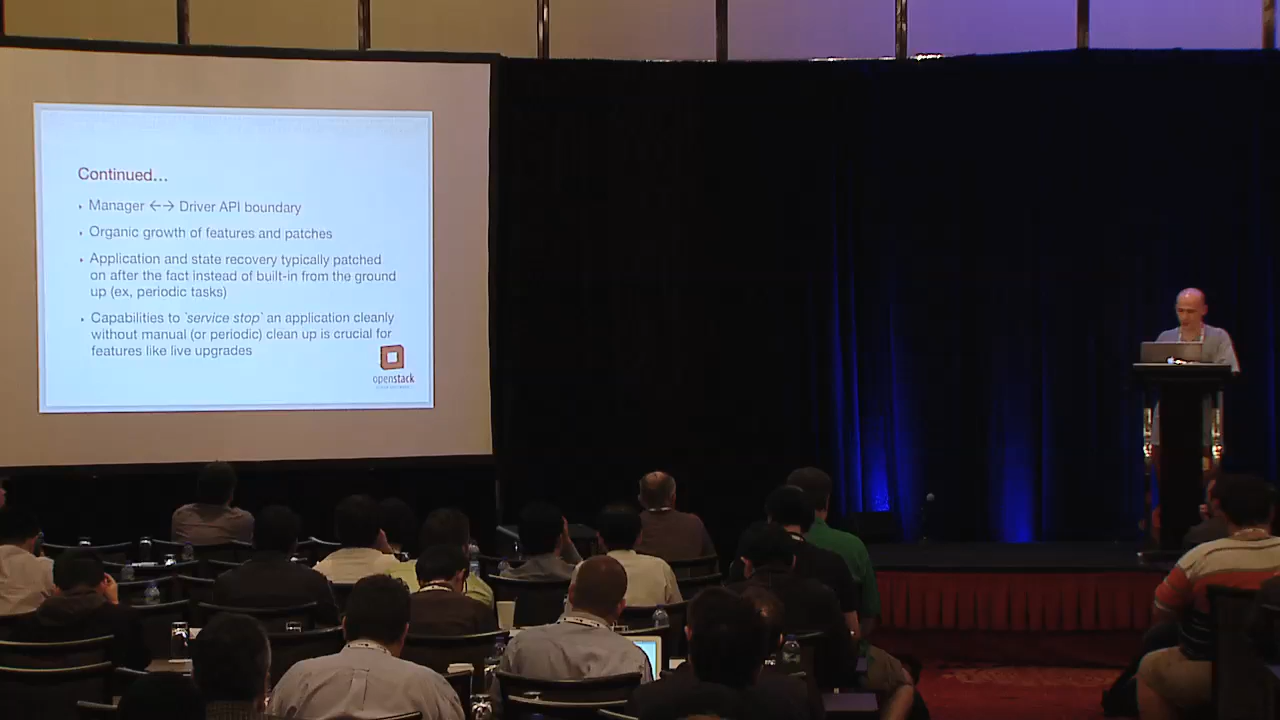 Continued...
Manager ←→ Driver API boundary
Organic growth of features and patches
Application and state recovery typically patched
on after the fact instead of built-in from the ground
up (ex, periodic tasks)
Capabilities to `service stop` an application cleanly
without manual (or periodic) clean up is crucial for
features like live upgrades
openstack